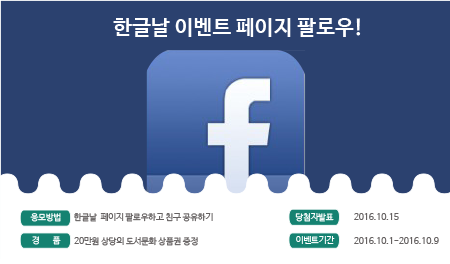 한글날 이벤트 페이지 팔로우!
f
응모방법 한글날 페이지 팔로우하고 친구 공유하기
당첨자발표 2016.10.15
경 품 20만원 상당의 도서문화 상품권 증정
이벤트기간 2016.10.1~2016.10.9